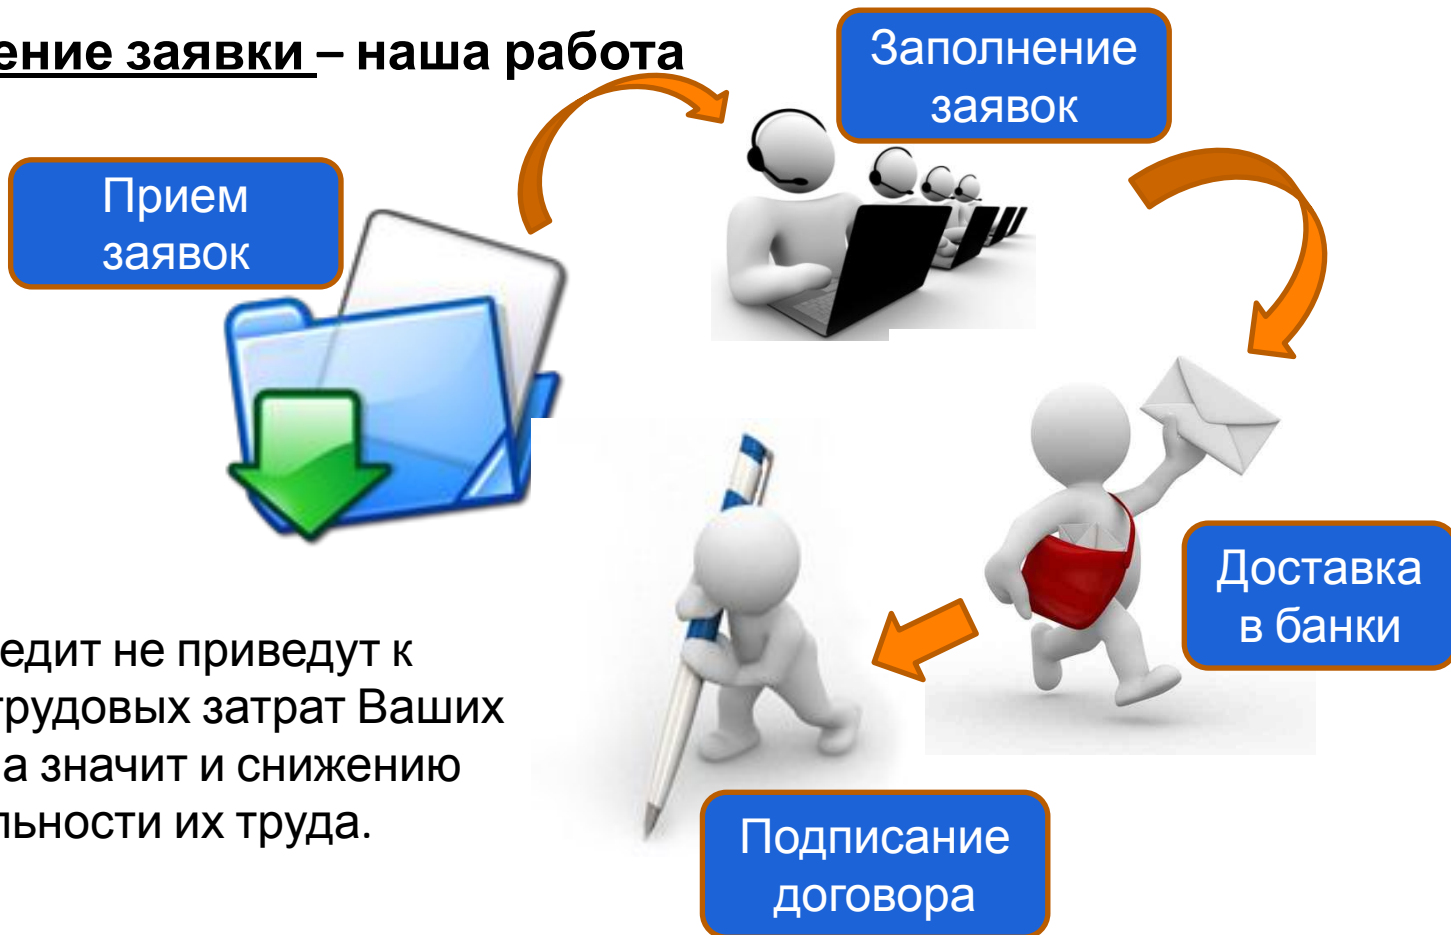 ение заявки – наша работа
Заполнение
заявок
Прием
заявок
Доставка
в банки
едит не приведут к
трудовых затрат Ваших
а значит и снижению
льности их труда.
Подписание
договора